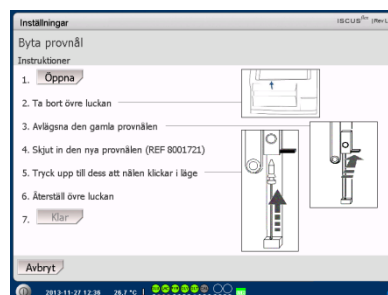 Inställningar
ISCUSflex
Byta provnål
Instruktioner
1. Öppna
2. Ta bort övre luckan
3. Avlägsna den gamla provnålen
4. Skjut in den nya provnålen (REF 8001721)
5. Tryck upp till dess att nålen klickar i läge
6. Återställ övre luckan
7. Klar
Avbryt
2013-11-27 12:36 26.7 °C